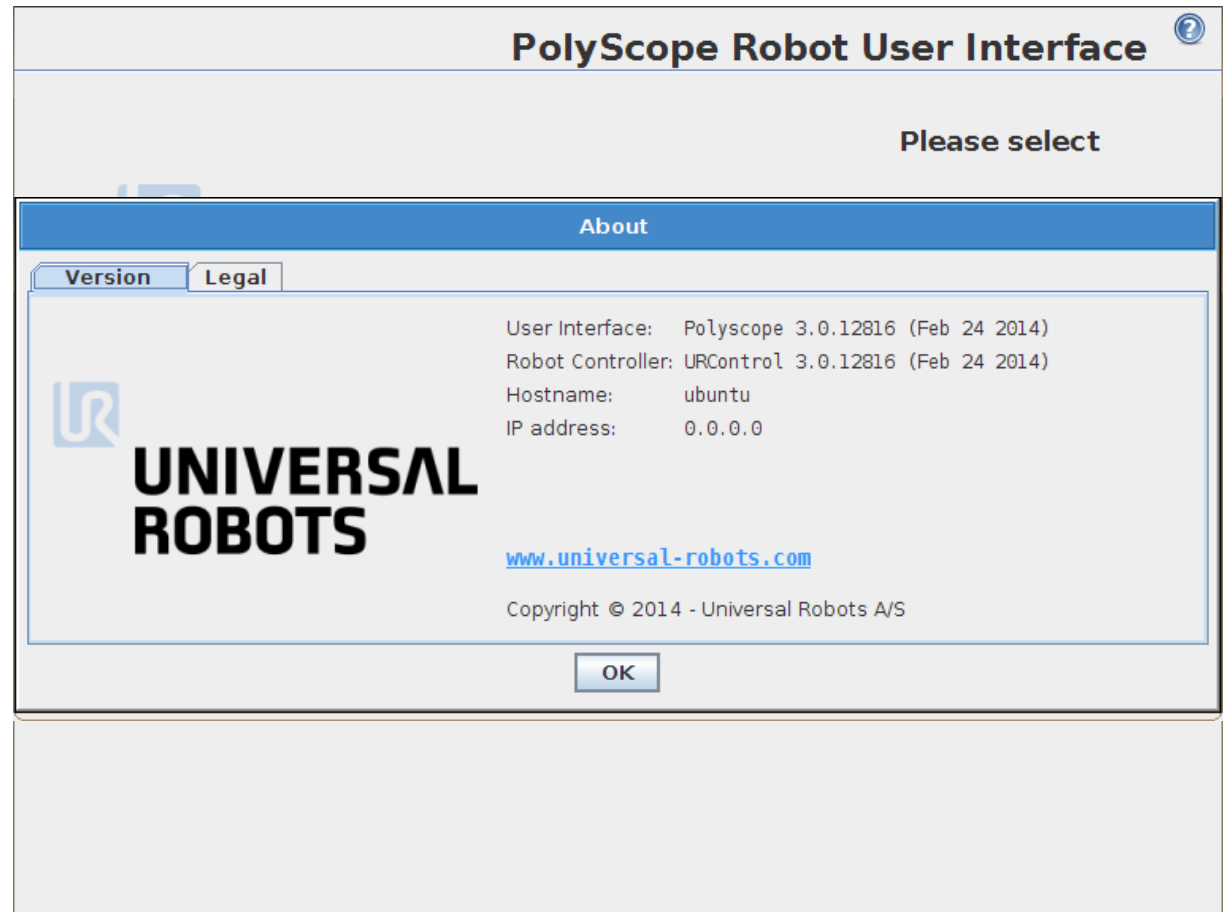 PolyScope Robot User Interface
Please select
About
Version Legal
User Interface: Polyscope 3.0.12816 (Feb 24 2014)
Robot Controller: URControl 3.0.12816 (Feb 24 2014)
Hostname: ubuntu
IP address: 0.0.0.0
UNIVERSAL
ROBOTS
www.universal-robots.com
Copyright © 2014 - Universal Robots A/S
OK